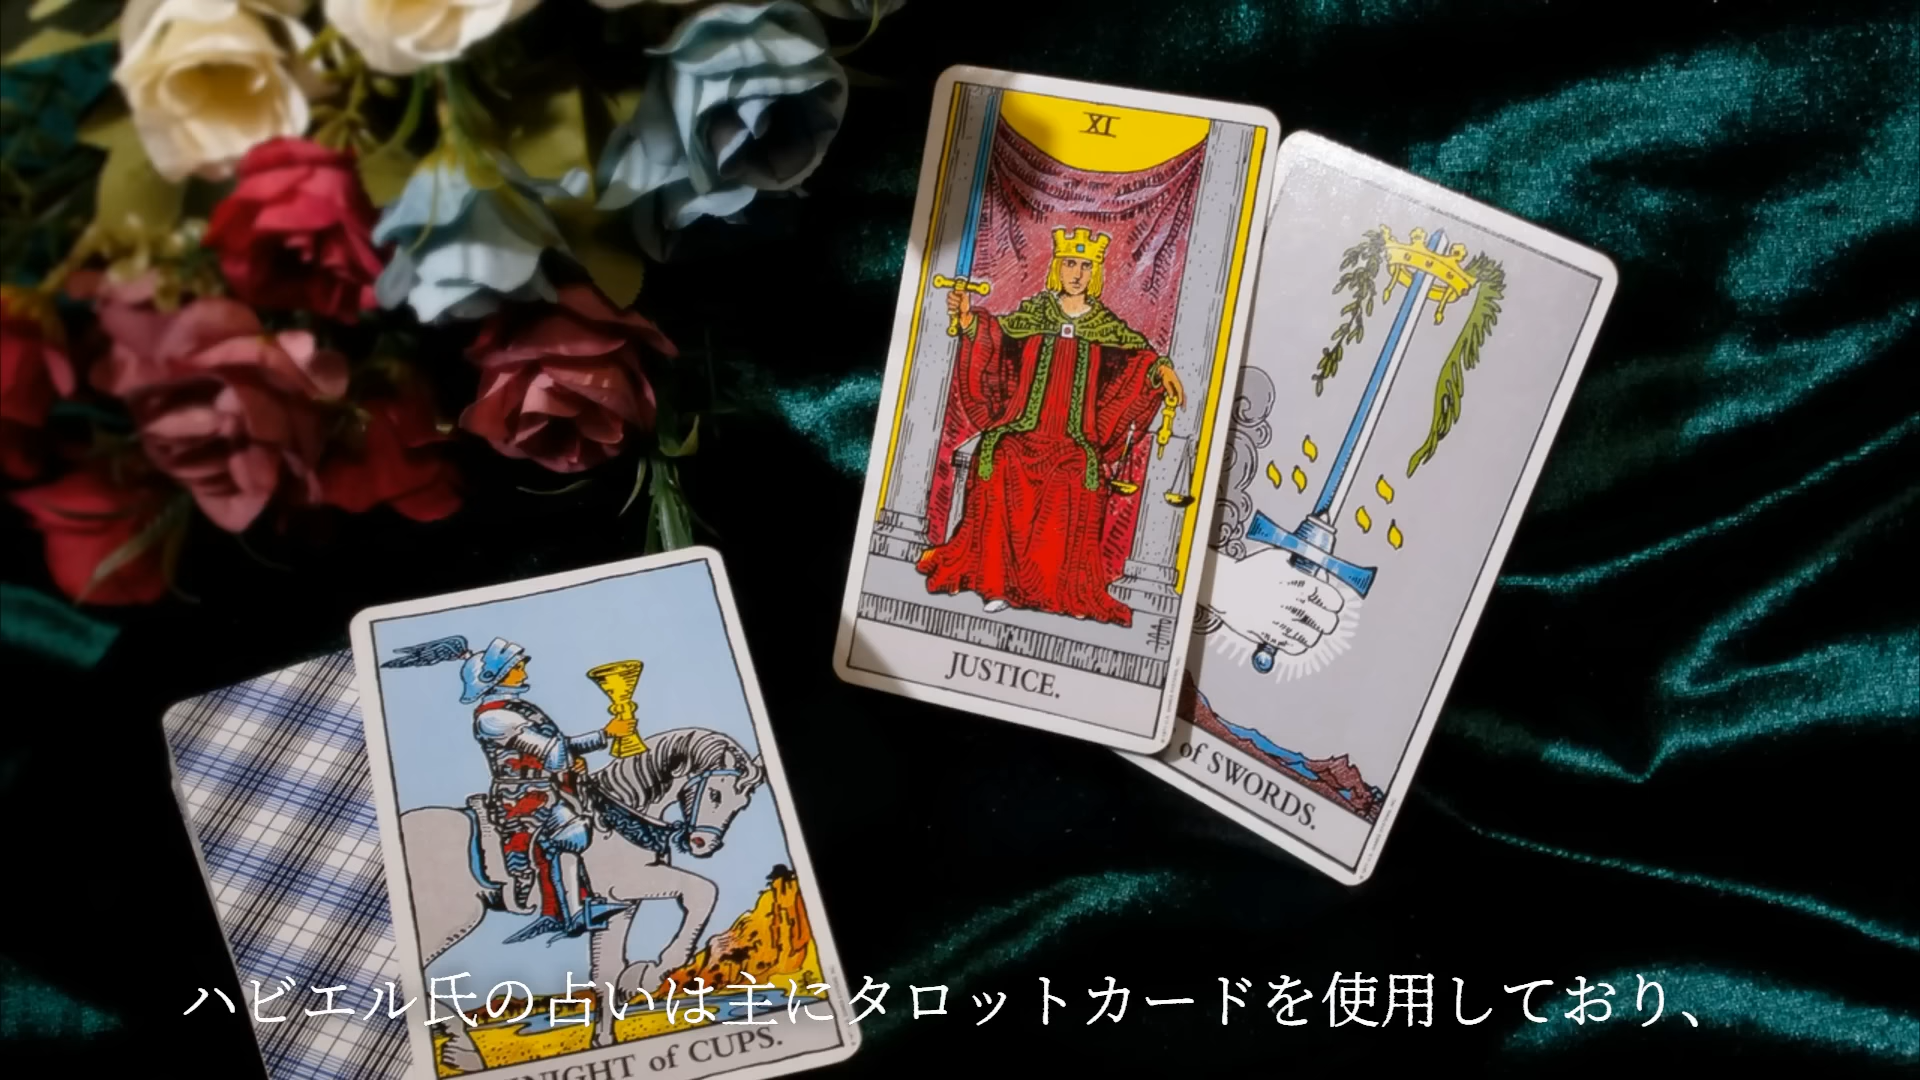 XI
JUSTICE.
of SWORDS.
KNIGHT of CUPS.
ハビエル氏の占いは主にタロットカードを使用しており、